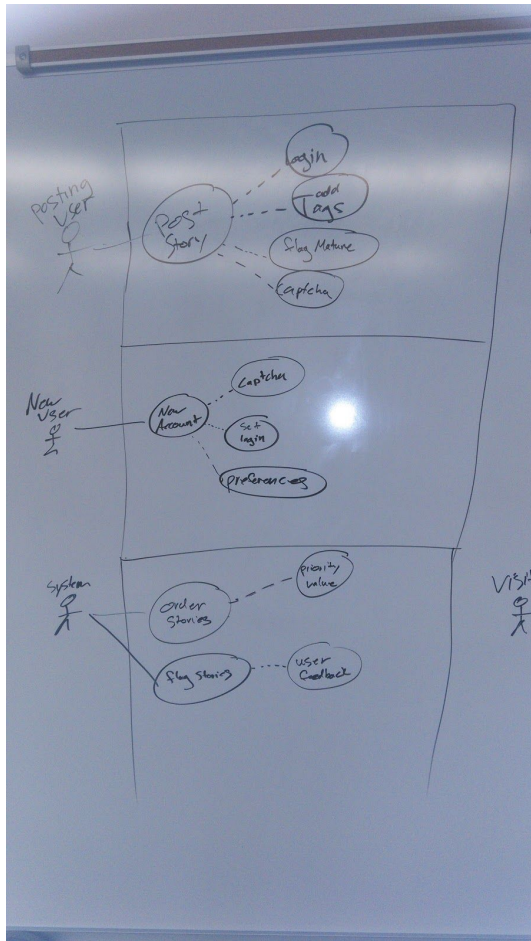 posting
user
Post
Story
login
add
Tags
flag Mature
Captcha
New
user
New
Account
Captcha
set
login
preferences
system
order
stories
priority
value
flag stories
user
feedback
Visit